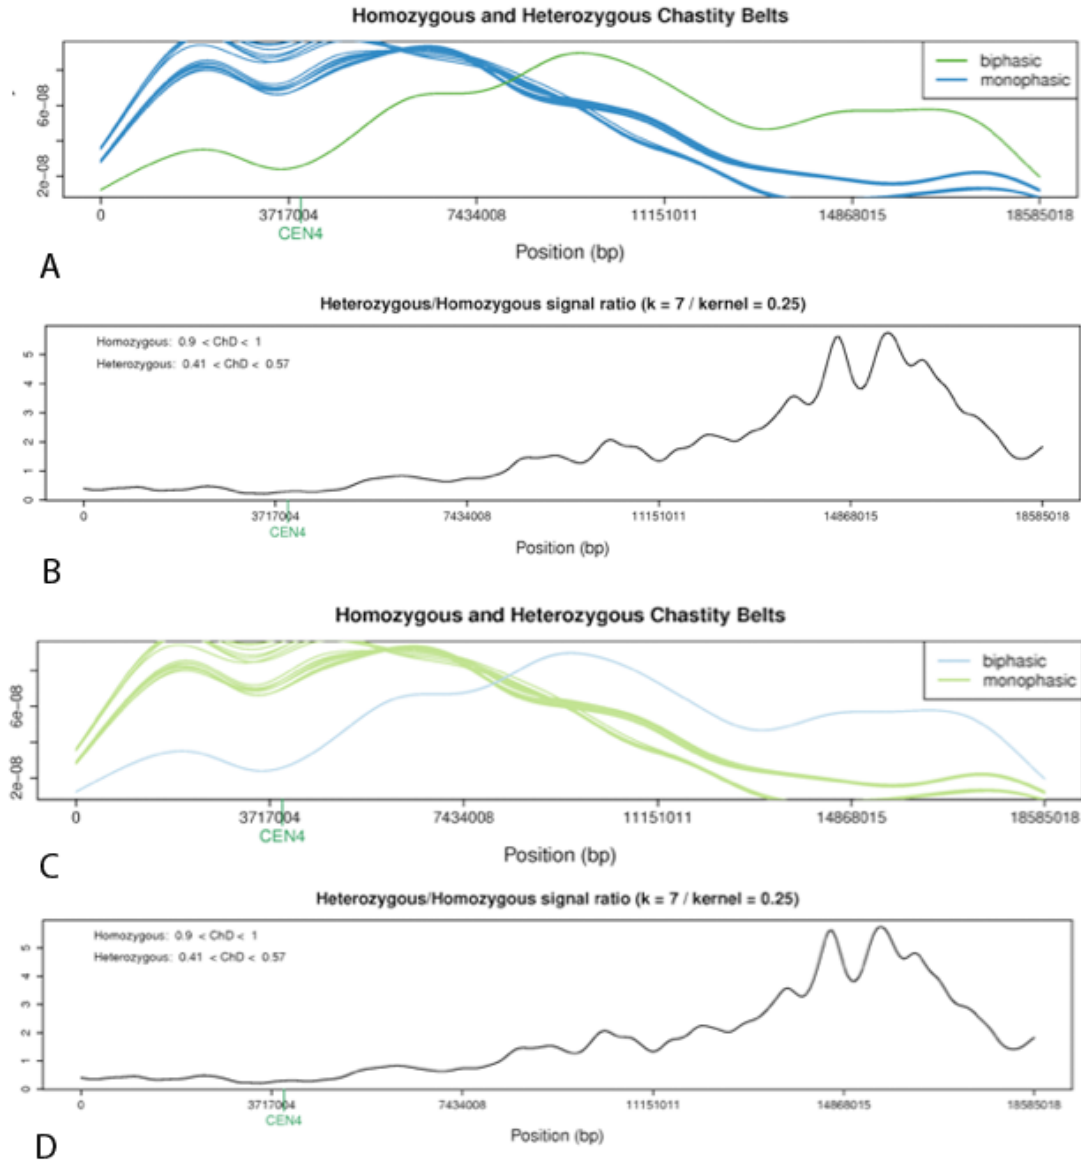 Homozygous and Heterozygous Chastity Belts
biphasic
monophasic
6e-08
2e-08
0 3717004 7434008 11151011 14868015 18585018
CEN4
Position (bp)
A
Heterozygous/Homozygous signal ratio (k = 7 / kernel = 0.25)
Homozygous: 0.9 < ChD < 1
Heterozygous: 0.41 < ChD < 0.57
5
4
3
2
1
0
0 3717004 7434008 11151011 14868015 18585018
CEN4
Position (bp)
B
Homozygous and Heterozygous Chastity Belts
biphasic
monophasic
6e-08
2e-08
0 3717004 7434008 11151011 14868015 18585018
CEN4
Position (bp)
C
Heterozygous/Homozygous signal ratio (k = 7 / kernel = 0.25)
Homozygous: 0.9 < ChD < 1
Heterozygous: 0.41 < ChD < 0.57
5
4
3
2
1
0
0 3717004 7434008 11151011 14868015 18585018
CEN4
Position (bp)
D